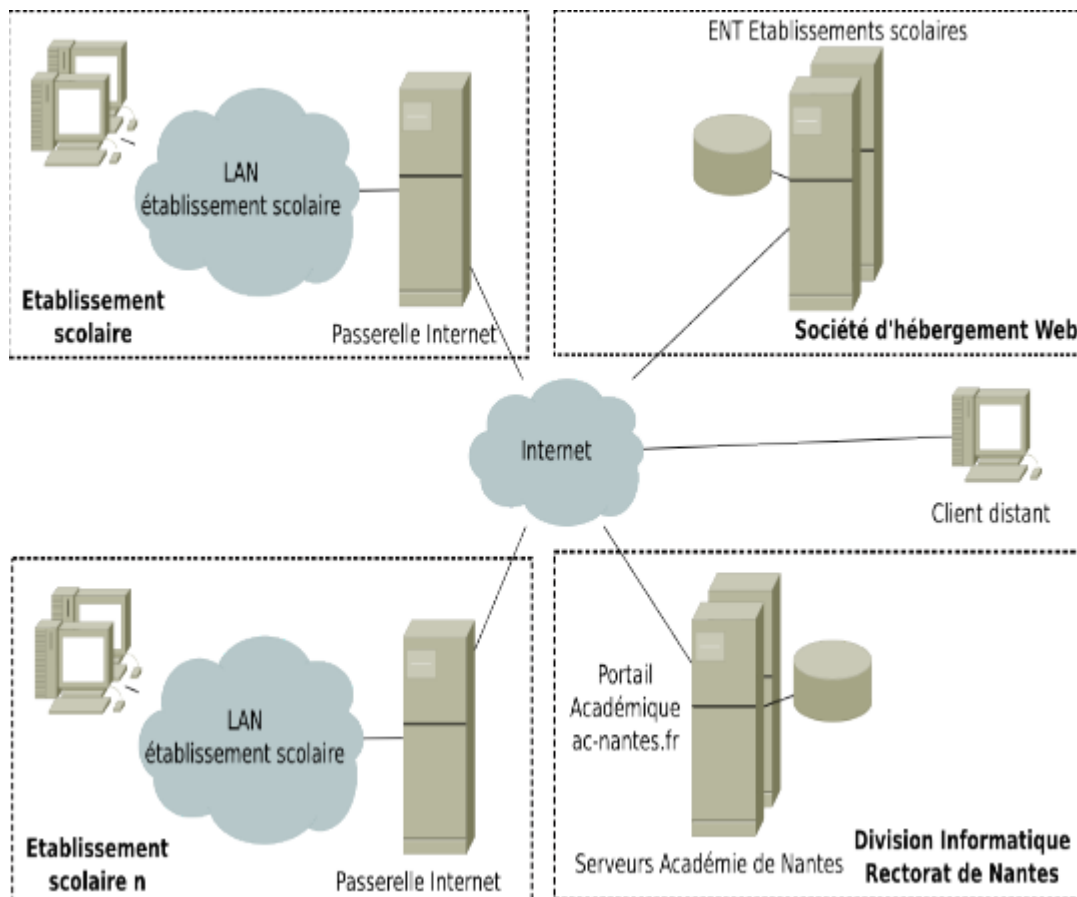 LAN
établissement scolaire
Etablissement
scolaire
Passerelle Internet
ENT Etablissements scolaires
Société d'hébergement Web
Internet
Client distant
LAN
établissement scolaire
Etablissement
scolaire n
Passerelle Internet
Portail
Académique
ac-nantes.fr
Serveurs Académie de Nantes
Division Informatique
Rectorat de Nantes